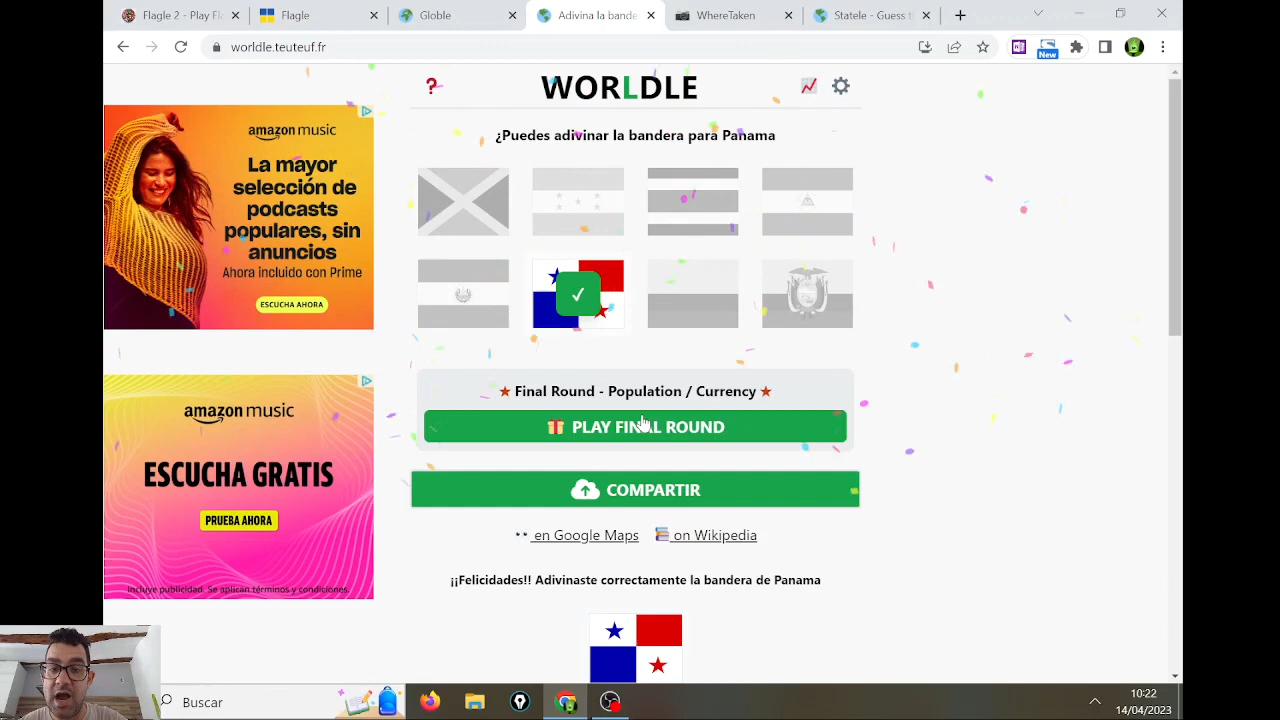 Flagle 2 - Play Fl
Flagle
Globle
Adivina la bander
WhereTaken
Statele - Guess t
worldle.teuteuf.fr
New
?
WORLDLE
¿Puedes adivinar la bandera para Panama
amazon music
La mayor
selección de
podcasts
populares, sin
anuncios
Ahora incluido con Prime
ESCUCHA AHORA
★ Final Round - Population / Currency ★
PLAY FINAL ROUND
COMPARTIR
en Google Maps
on Wikipedia
¡¡Felicidades!! Adivinaste correctamente la bandera de Panama
amazon music
ESCUCHA GRATIS
PRUEBA AHORA
Incluye publicidad. Se aplican términos y condiciones.
Buscar
10:22
14/04/2023